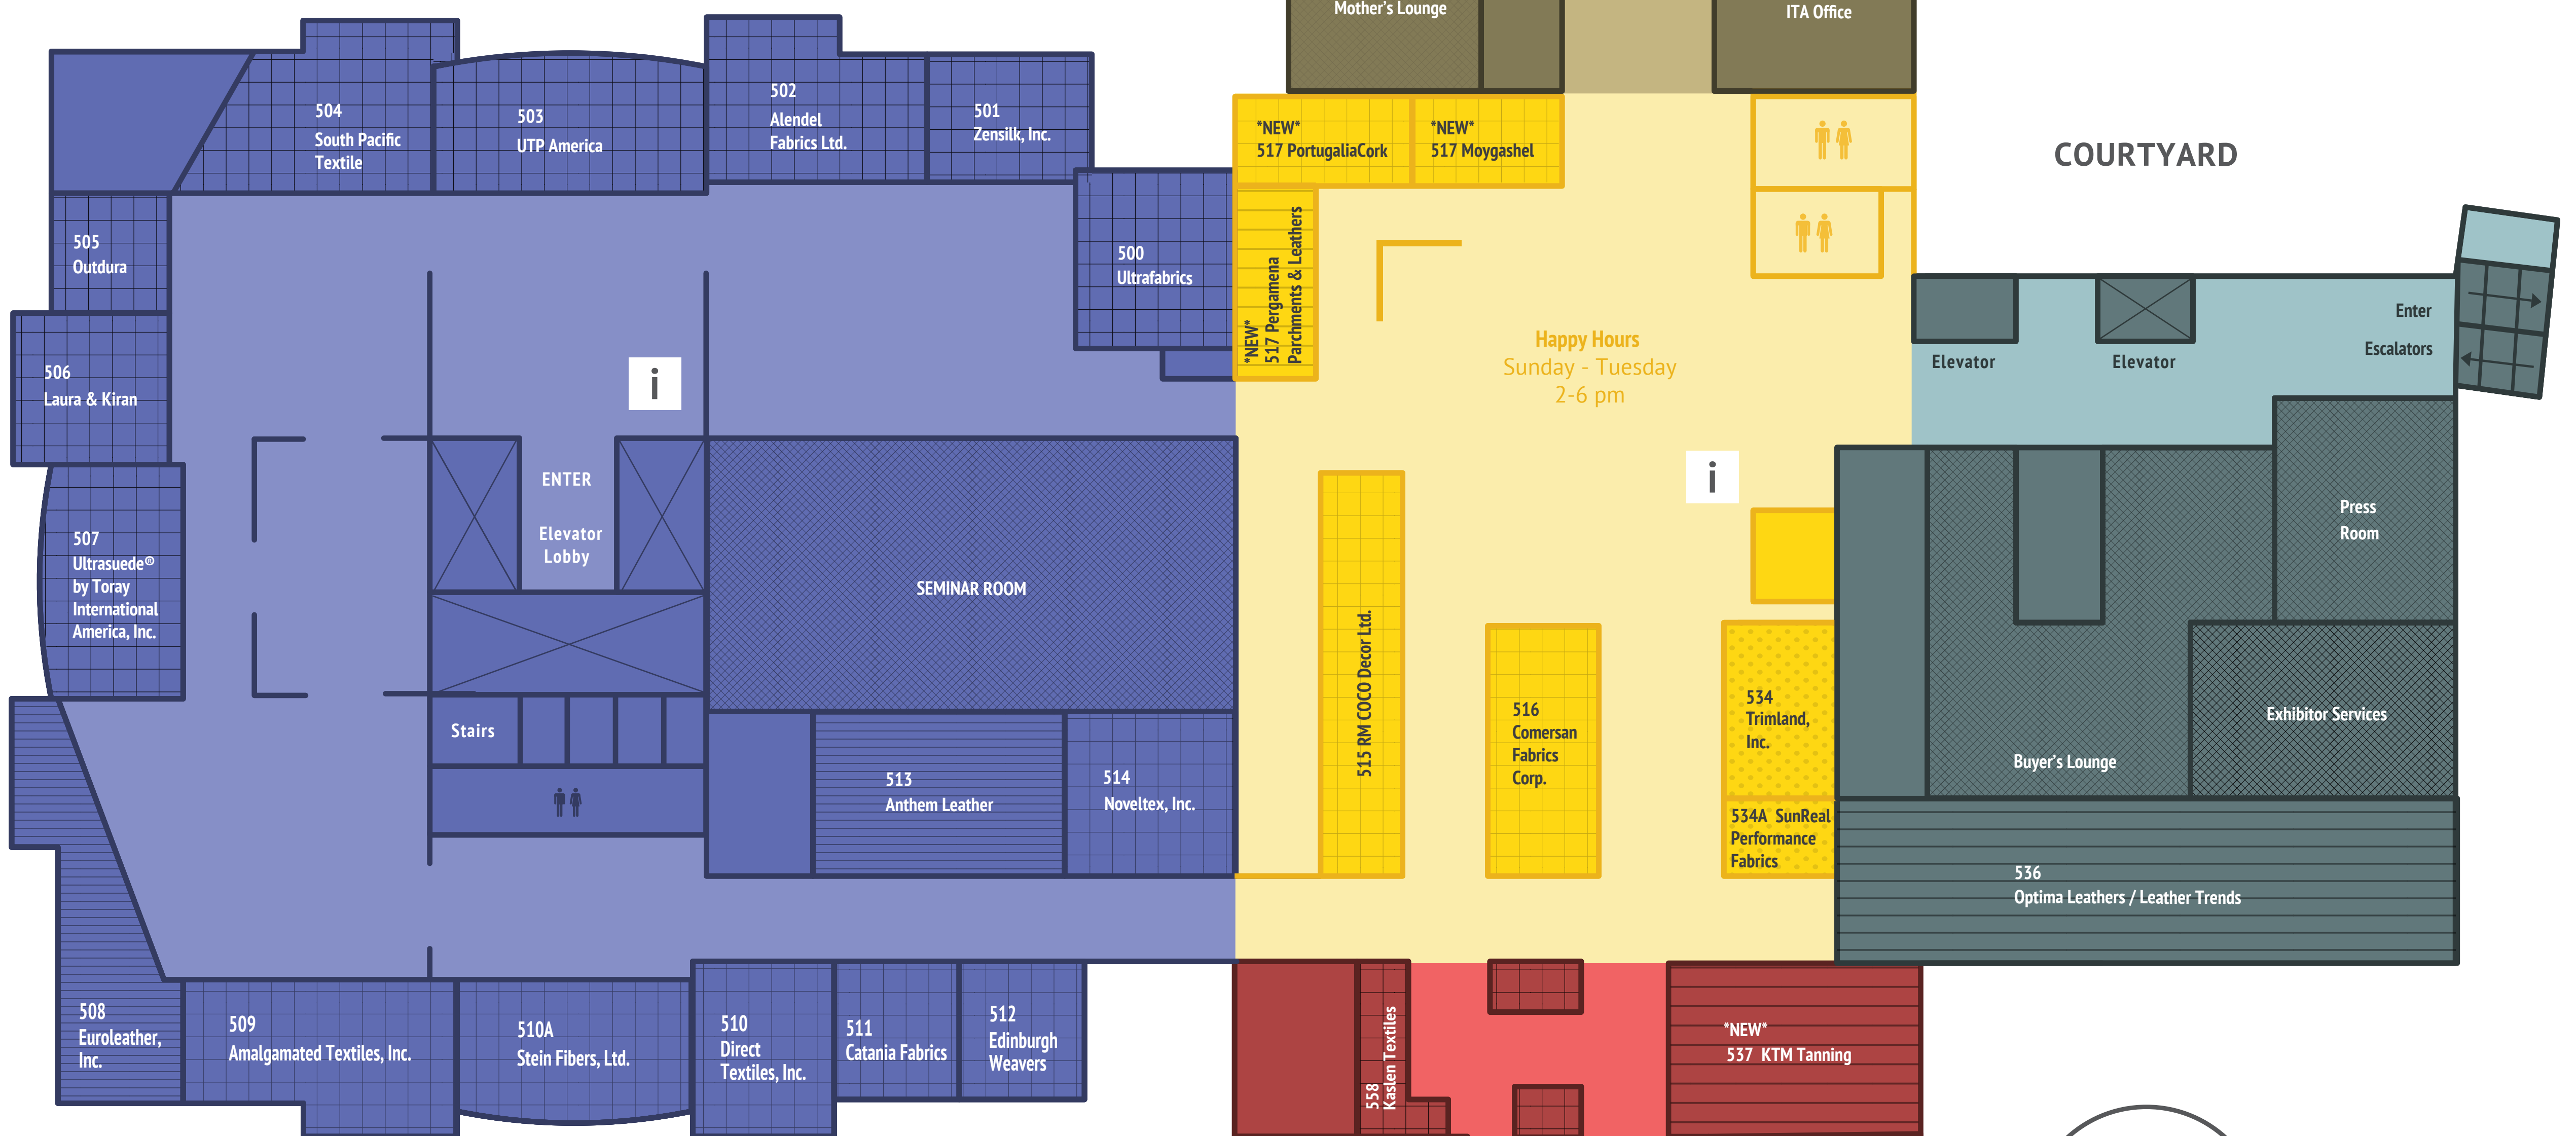 Mother's Lounge
ITA Office
504
South Pacific
Textile
503
UTP America
502
Alendel
Fabrics Ltd.
501
Zensilk, Inc.
*NEW*
517 PortugaliaCork
*NEW*
517 Moygashel
COURTYARD
505
Outdura
500
Ultrafabrics
*NEW*
517 Pergamena
Parchments & Leathers
Happy Hours
Sunday - Tuesday
2-6 pm
Elevator
Elevator
Enter
Escalators
506
Laura & Kiran
i
ENTER
Elevator
Lobby
i
507
Ultrasuede®
by Toray
International
America, Inc.
SEMINAR ROOM
Press
Room
515 RM COCO Decor Ltd.
516
Comersan
Fabrics
Corp.
534
Trimland,
Inc.
534A SunReal
Performance
Fabrics
Buyer's Lounge
Exhibitor Services
Stairs
513
Anthem Leather
514
Noveltex, Inc.
536
Optima Leathers / Leather Trends
508
Euroleather,
Inc.
509
Amalgamated Textiles, Inc.
510A
Stein Fibers, Ltd.
510
Direct
Textiles, Inc.
511
Catania Fabrics
512
Edinburgh
Weavers
558
Kaslen Textiles
*NEW*
537 KTM Tanning